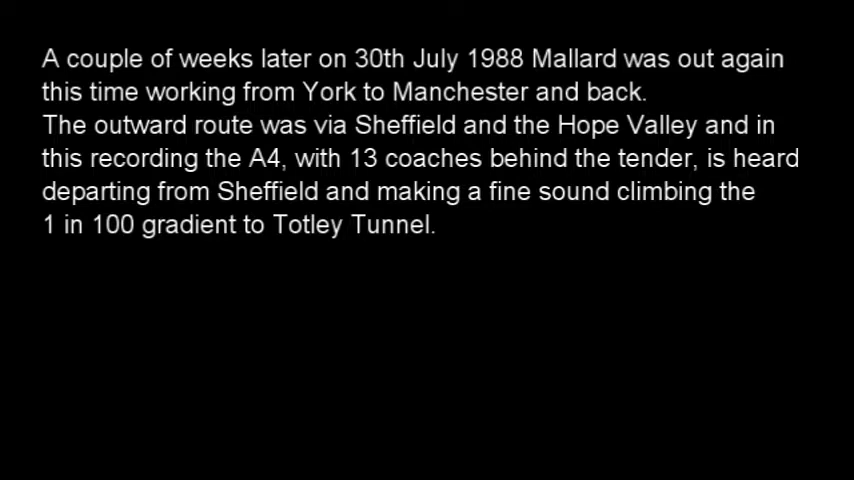 A couple of weeks later on 30th July 1988 Mallard was out again
this time working from York to Manchester and back.
The outward route was via Sheffield and the Hope Valley and in
this recording the A4, with 13 coaches behind the tender, is heard
departing from Sheffield and making a fine sound climbing the
1 in 100 gradient to Totley Tunnel.